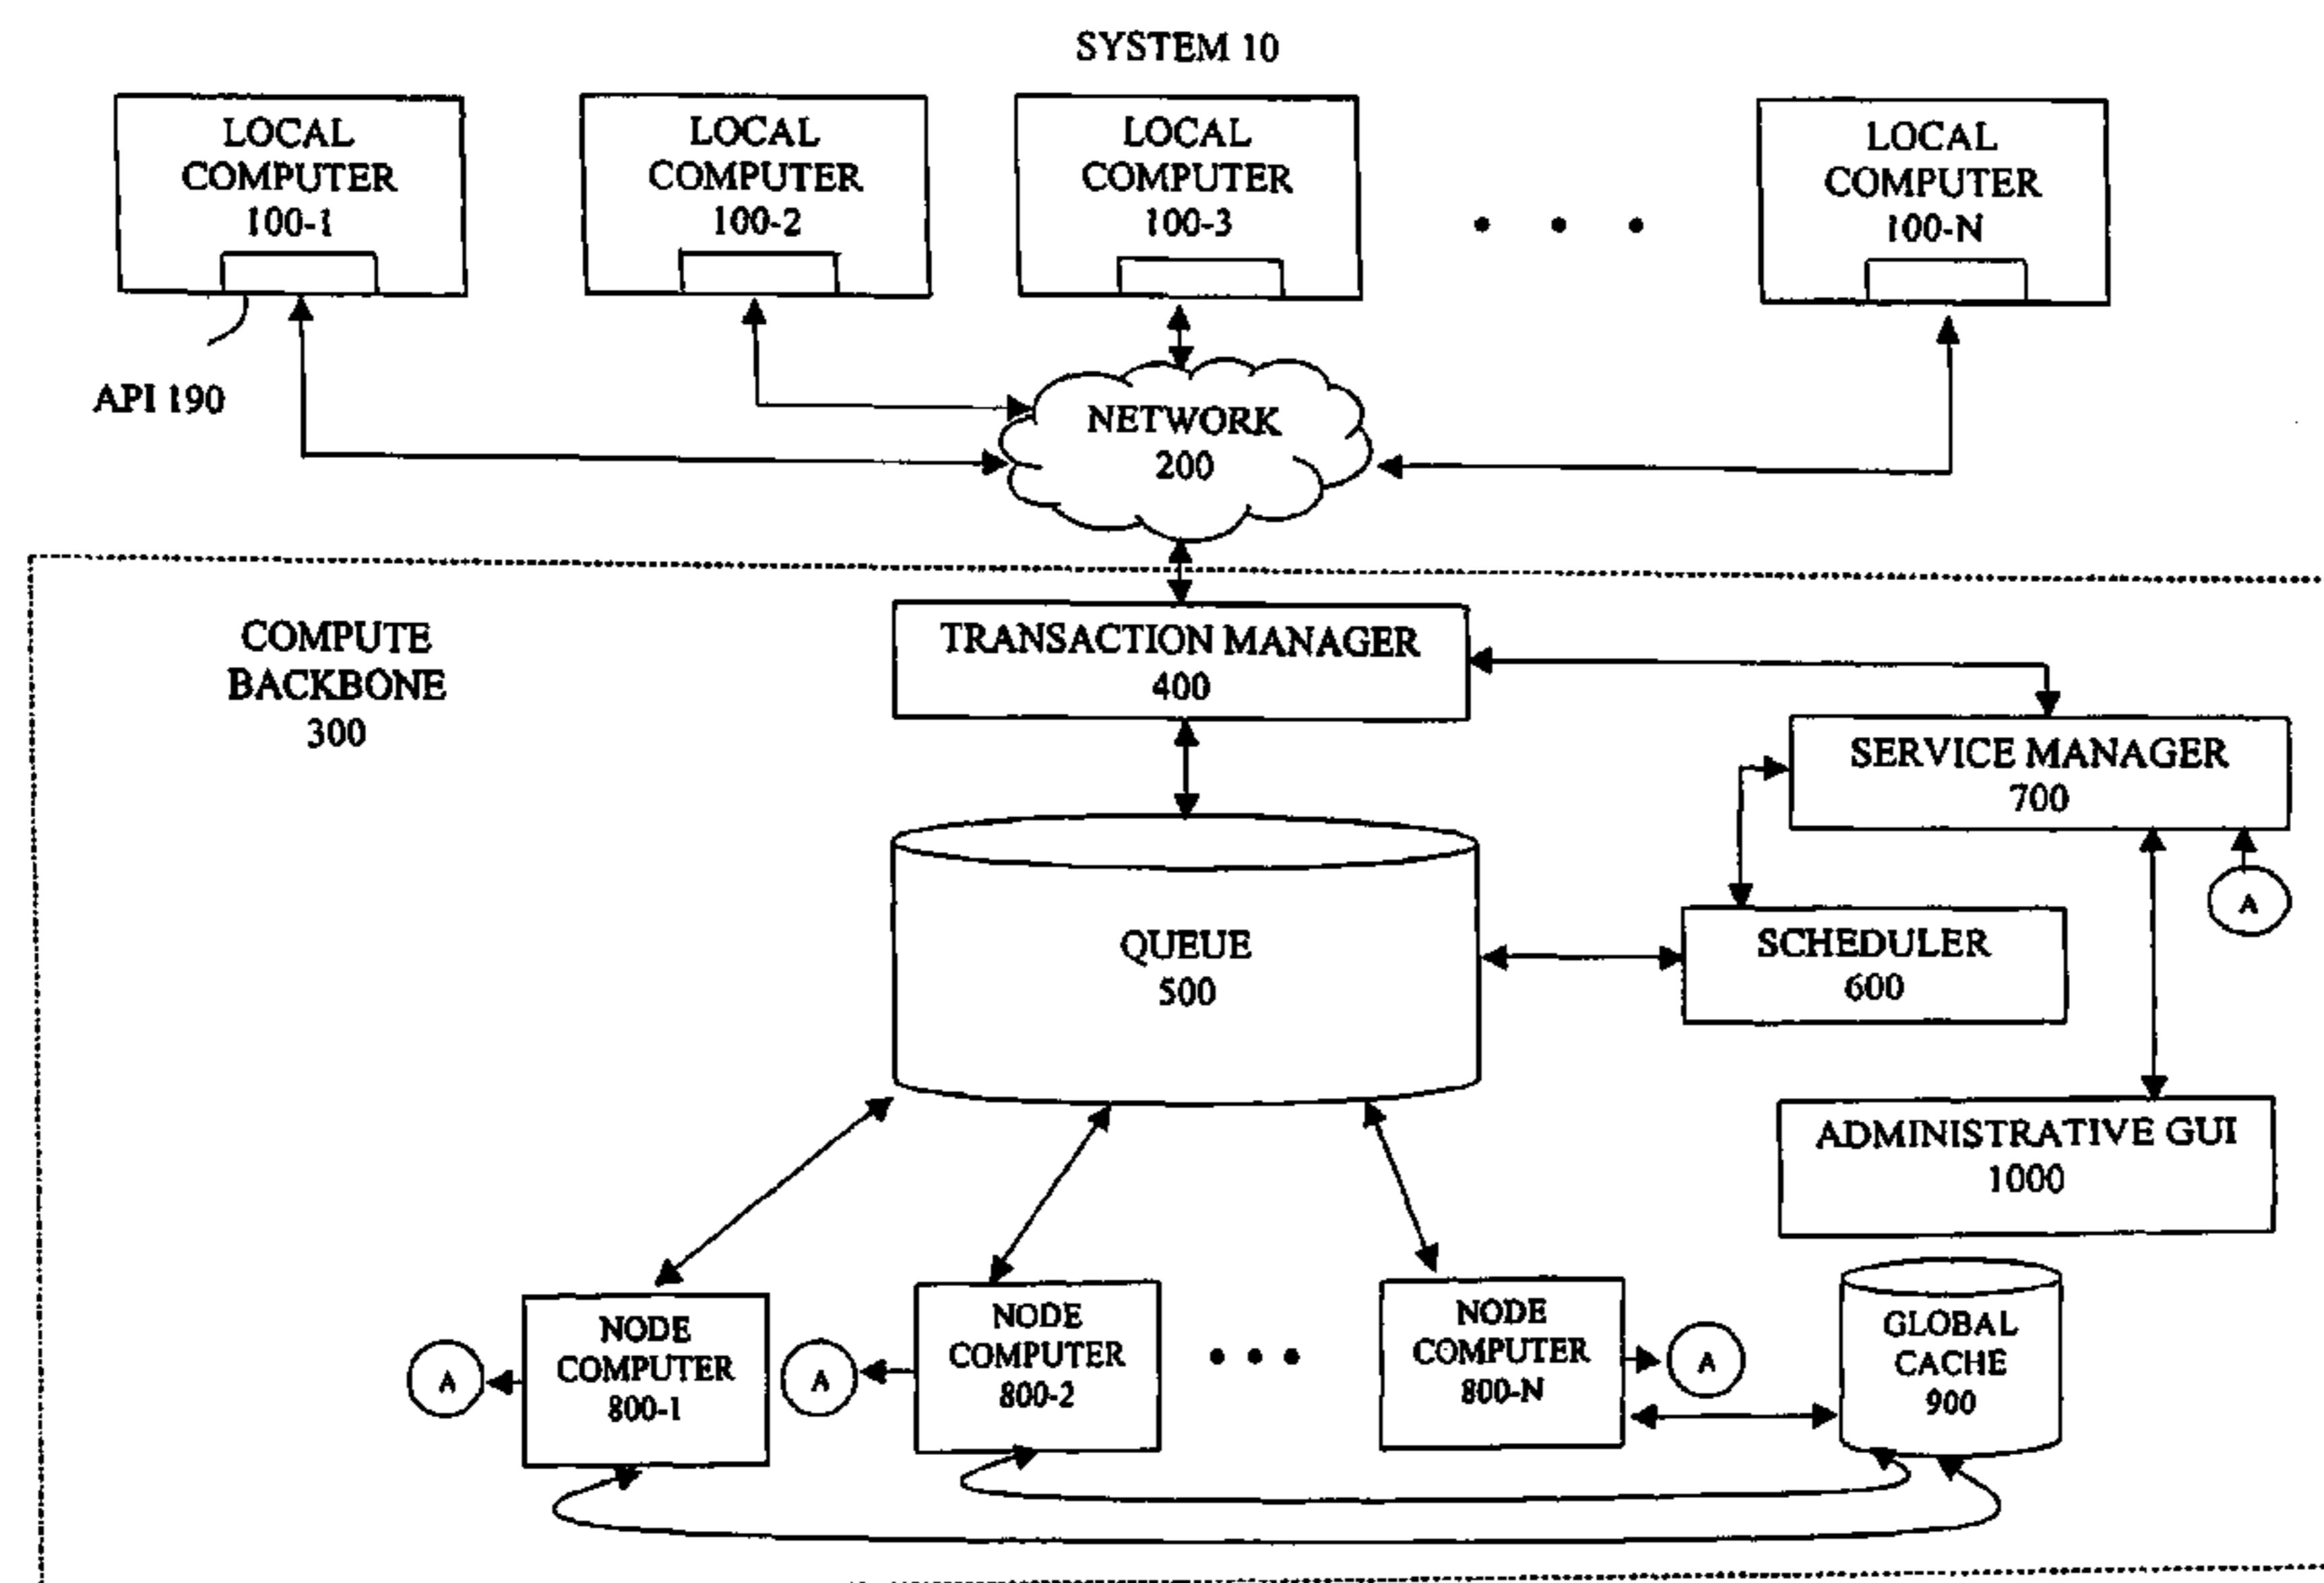 SYSTEM 10
LOCAL
COMPUTER
100-1
LOCAL
COMPUTER
100-2
LOCAL
COMPUTER
100-3
LOCAL
COMPUTER
100-N
API 190
NETWORK
200
COMPUTE
BACKBONE
300
TRANSACTION MANAGER
400
SERVICE MANAGER
700
A
QUEUE
500
SCHEDULER
600
ADMINISTRATIVE GUI
1000
A
NODE
COMPUTER
800-1
A
NODE
COMPUTER
800-2
NODE
COMPUTER
800-N
A
GLOBAL
CACHE
900